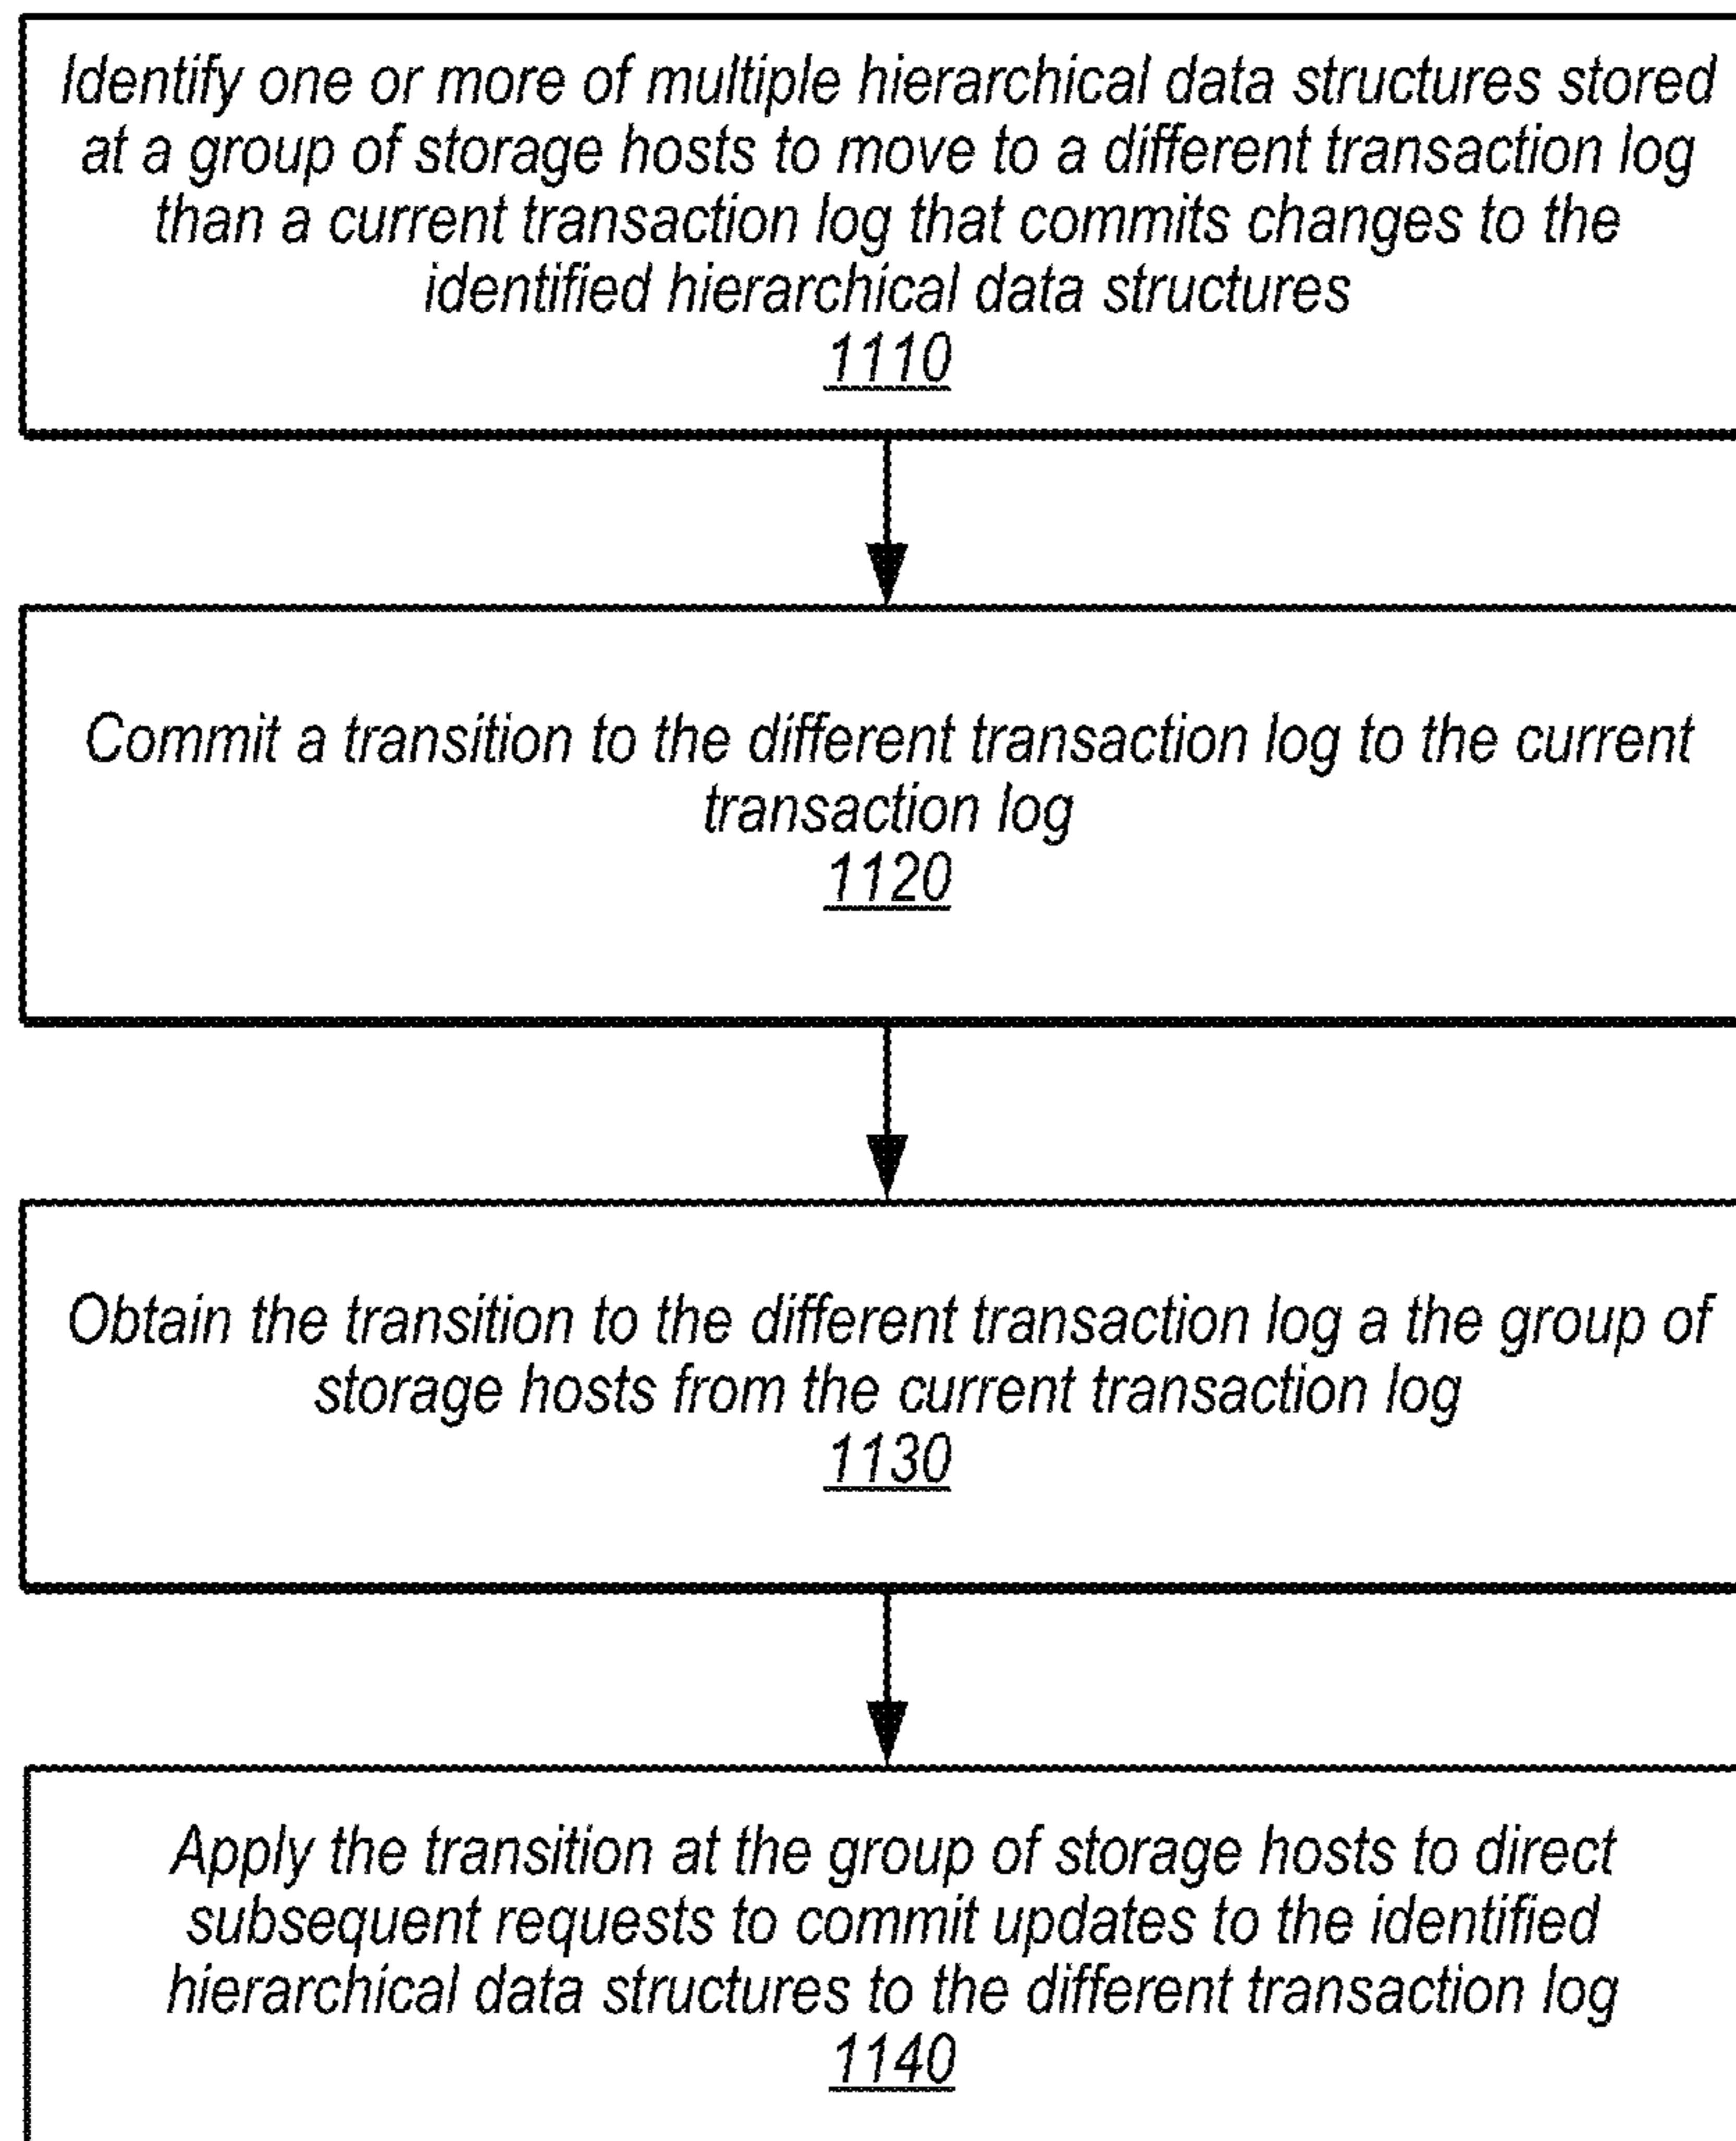 Identify one or more of multiple hierarchical data structures stored
at a group of storage hosts to move to a different transaction log
than a current transaction log that commits changes to the
identified hierarchical data structures
1110
Commit a transition to the different transaction log to the current
transaction log
1120
Obtain the transition to the different transaction log a the group of
storage hosts from the current transaction log
1130
Apply the transition at the group of storage hosts to direct
subsequent requests to commit updates to the identified
hierarchical data structures to the different transaction log
1140